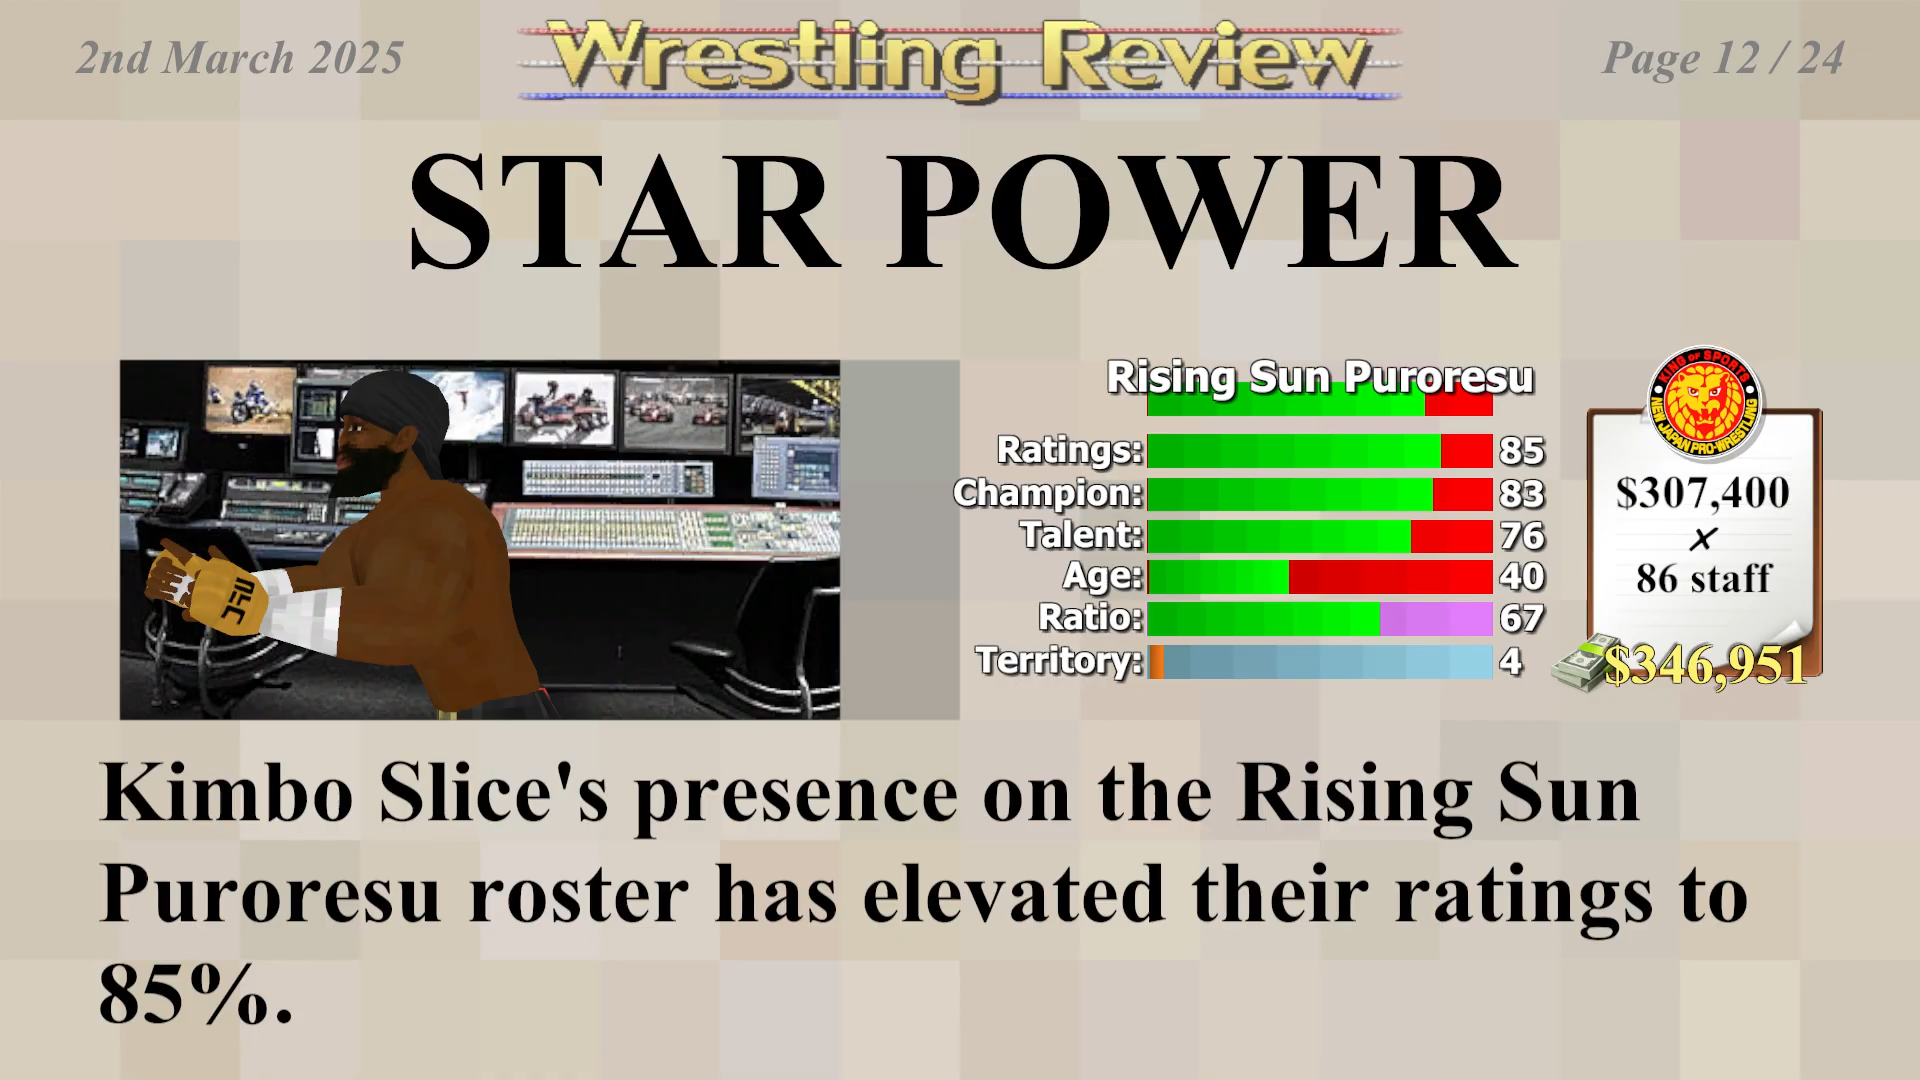 2nd March 2025
Wrestling Review
Page 12 / 24
STAR POWER
Rising Sun Puroresu
Ratings: 85
Champion: 83
Talent: 76
Age: 40
Ratio: 67
Territory: 4
KING OF SPORTS
NEW JAPAN PRO-WRESTLING
$307,400
×
86 staff
$346,951
MFC
Kimbo Slice's presence on the Rising Sun
Puroresu roster has elevated their ratings to
85%.